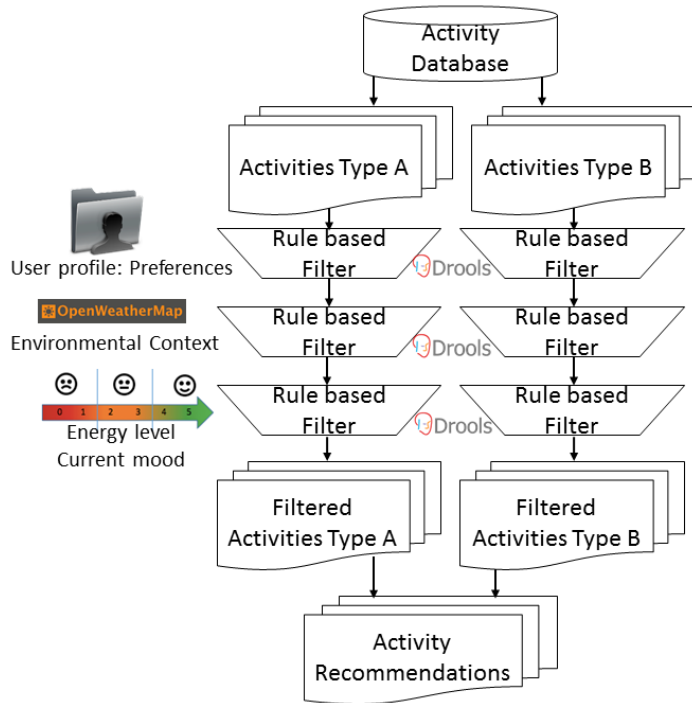 Activity
Database
Activities Type A
Activities Type B
User profile: Preferences
Rule based
Filter
Drools
Rule based
Filter
OpenWeatherMap
Environmental Context
Rule based
Filter
Drools
Rule based
Filter
0 1 2 3 4 5
Energy level
Current mood
Rule based
Filter
Drools
Rule based
Filter
Filtered
Activities Type A
Filtered
Activities Type B
Activity
Recommendations